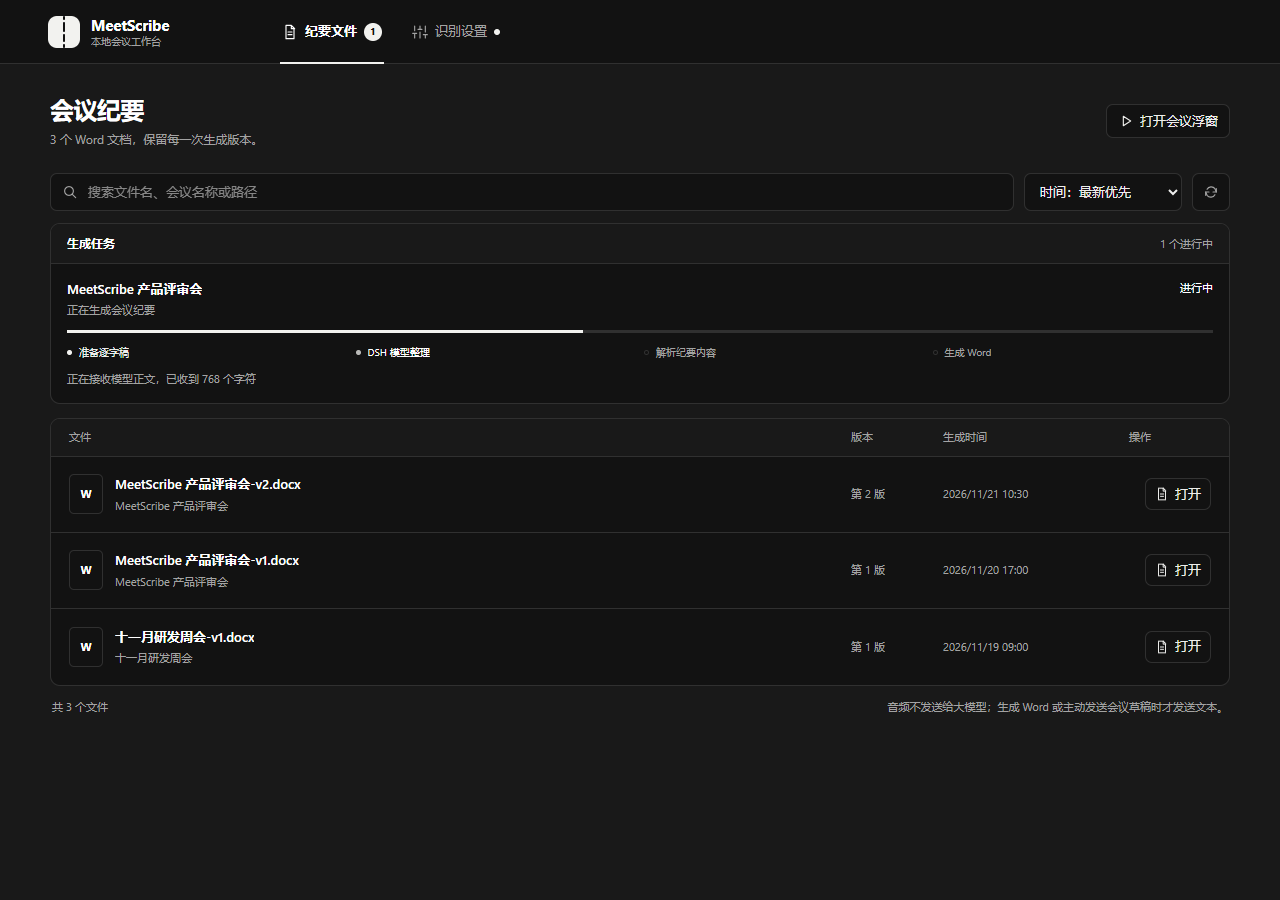 MeetScribe
本地会议工作台
纪要文件 1
识别设置
会议纪要
3 个 Word 文档，保留每一次生成版本。
打开会议浮窗
搜索文件名、会议名称或路径
时间：最新优先
生成任务
1 个进行中
MeetScribe 产品评审会
进行中
正在生成会议纪要
准备逐字稿
DSH 模型整理
解析纪要内容
生成 Word
正在接收模型正文，已收到 768 个字符
文件 版本 生成时间 操作
W
MeetScribe 产品评审会-v2.docx
MeetScribe 产品评审会
第 2 版
2026/11/21 10:30
打开
W
MeetScribe 产品评审会-v1.docx
MeetScribe 产品评审会
第 1 版
2026/11/20 17:00
打开
W
十一月研发周会-v1.docx
十一月研发周会
第 1 版
2026/11/19 09:00
打开
共 3 个文件
音频不发送给大模型；生成 Word 或主动发送会议草稿时才发送文本。